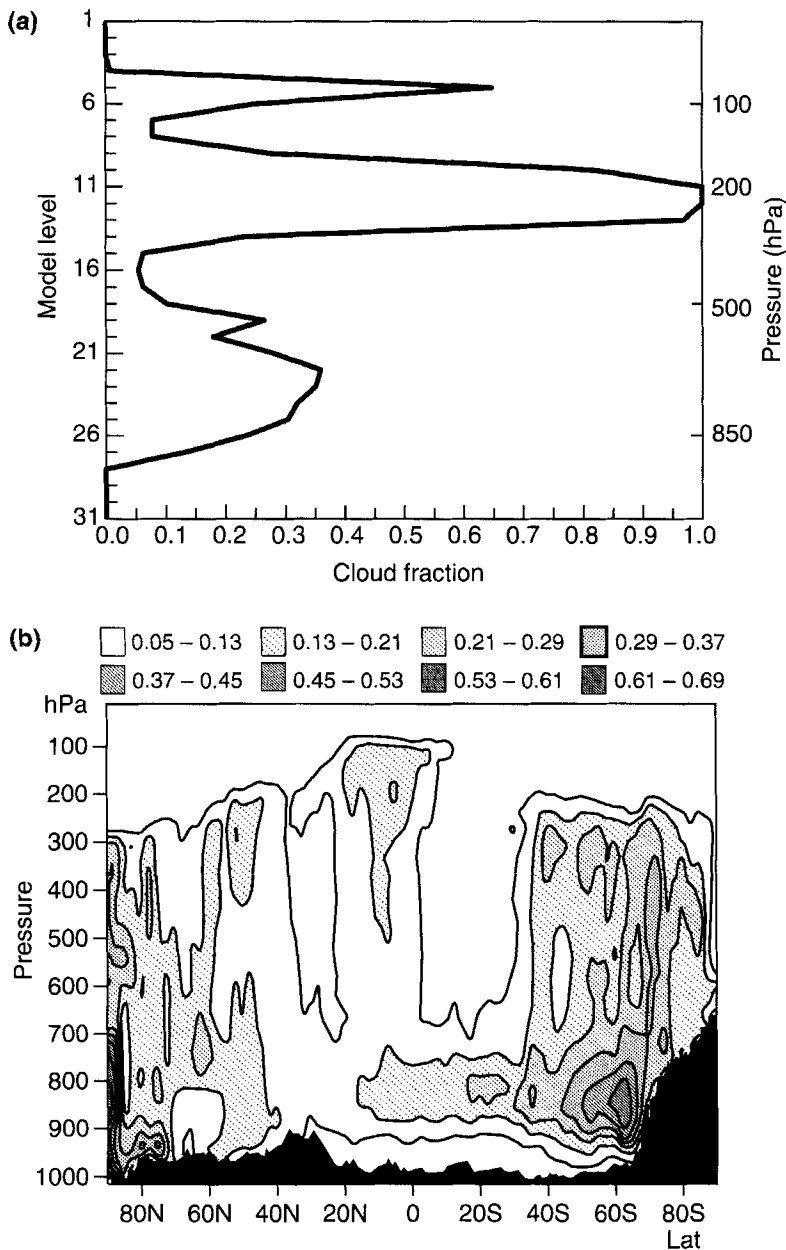 (a)
1
6
11
16
21
26
31
Model level
100
200
500
850
Pressure (hPa)
0.0 0.1 0.2 0.3 0.4 0.5 0.6 0.7 0.8 0.9 1.0
Cloud fraction
(b)
0.05 – 0.13 0.13 – 0.21 0.21 – 0.29 0.29 – 0.37
0.37 – 0.45 0.45 – 0.53 0.53 – 0.61 0.61 – 0.69
hPa
100
200
300
400
500
600
700
800
900
1000
Pressure
80N 60N 40N 20N 0 20S 40S 60S 80S
Lat